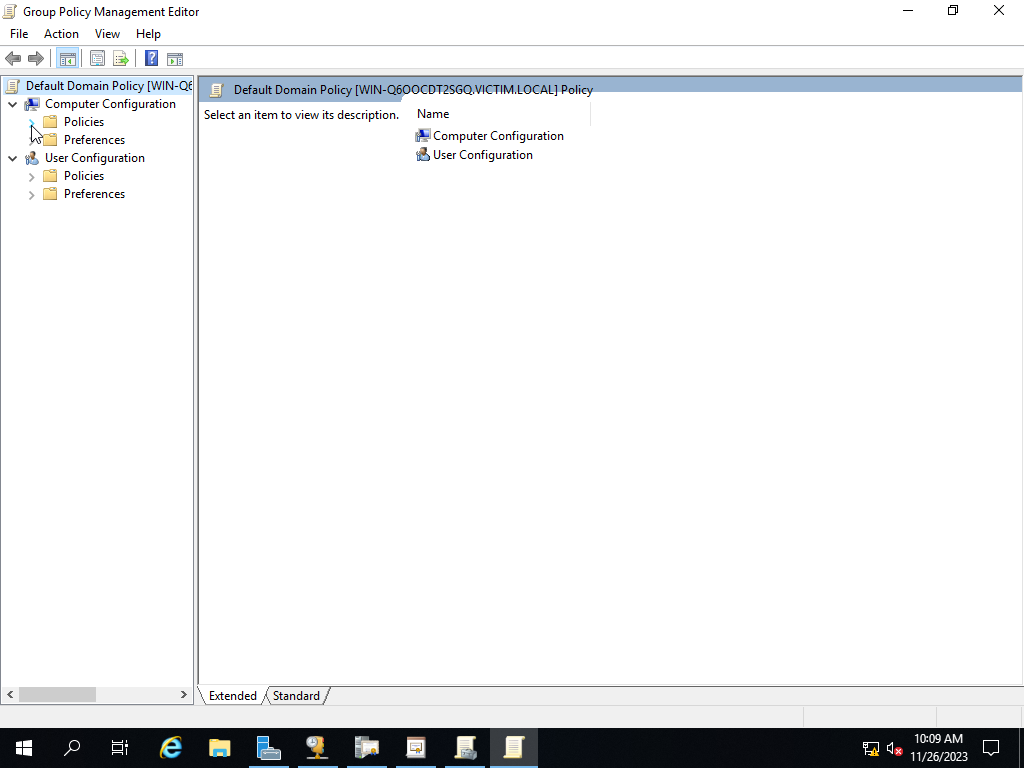 Group Policy Management Editor
File Action View Help
Default Domain Policy [WIN-Q6
Computer Configuration
Policies
Preferences
User Configuration
Policies
Preferences
Default Domain Policy [WIN-Q6OOCDT2SGQ.VICTIM.LOCAL] Policy
Select an item to view its description.
Name
Computer Configuration
User Configuration
Extended
Standard
10:09 AM
11/26/2023